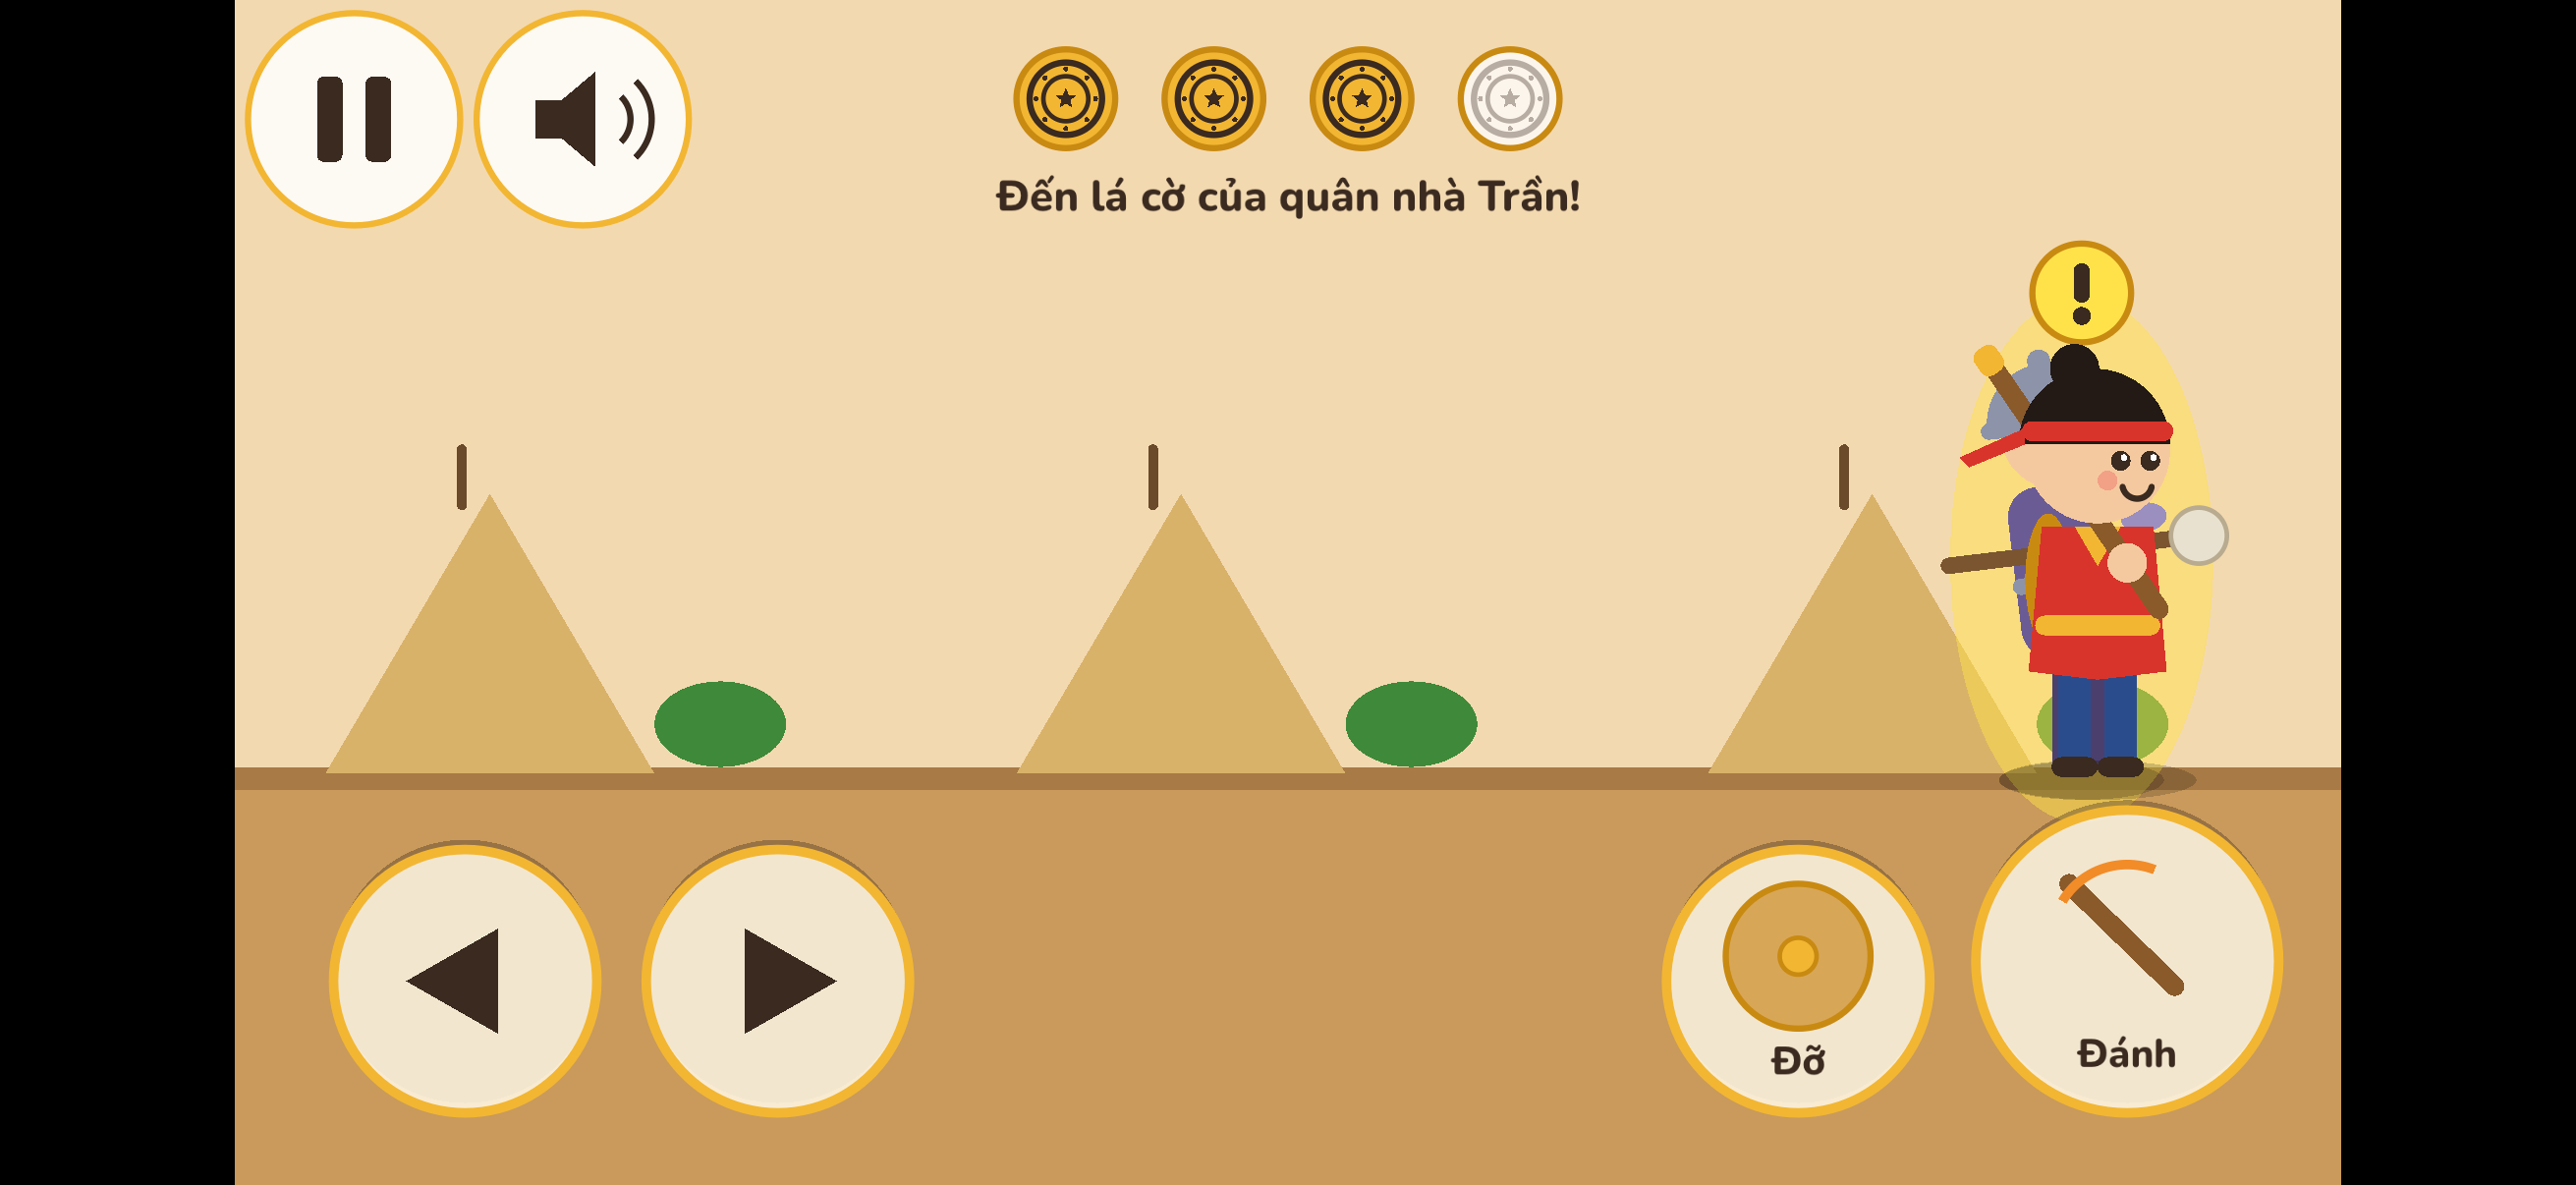 Đến lá cờ của quân nhà Trần!
!
Đỡ
Đánh